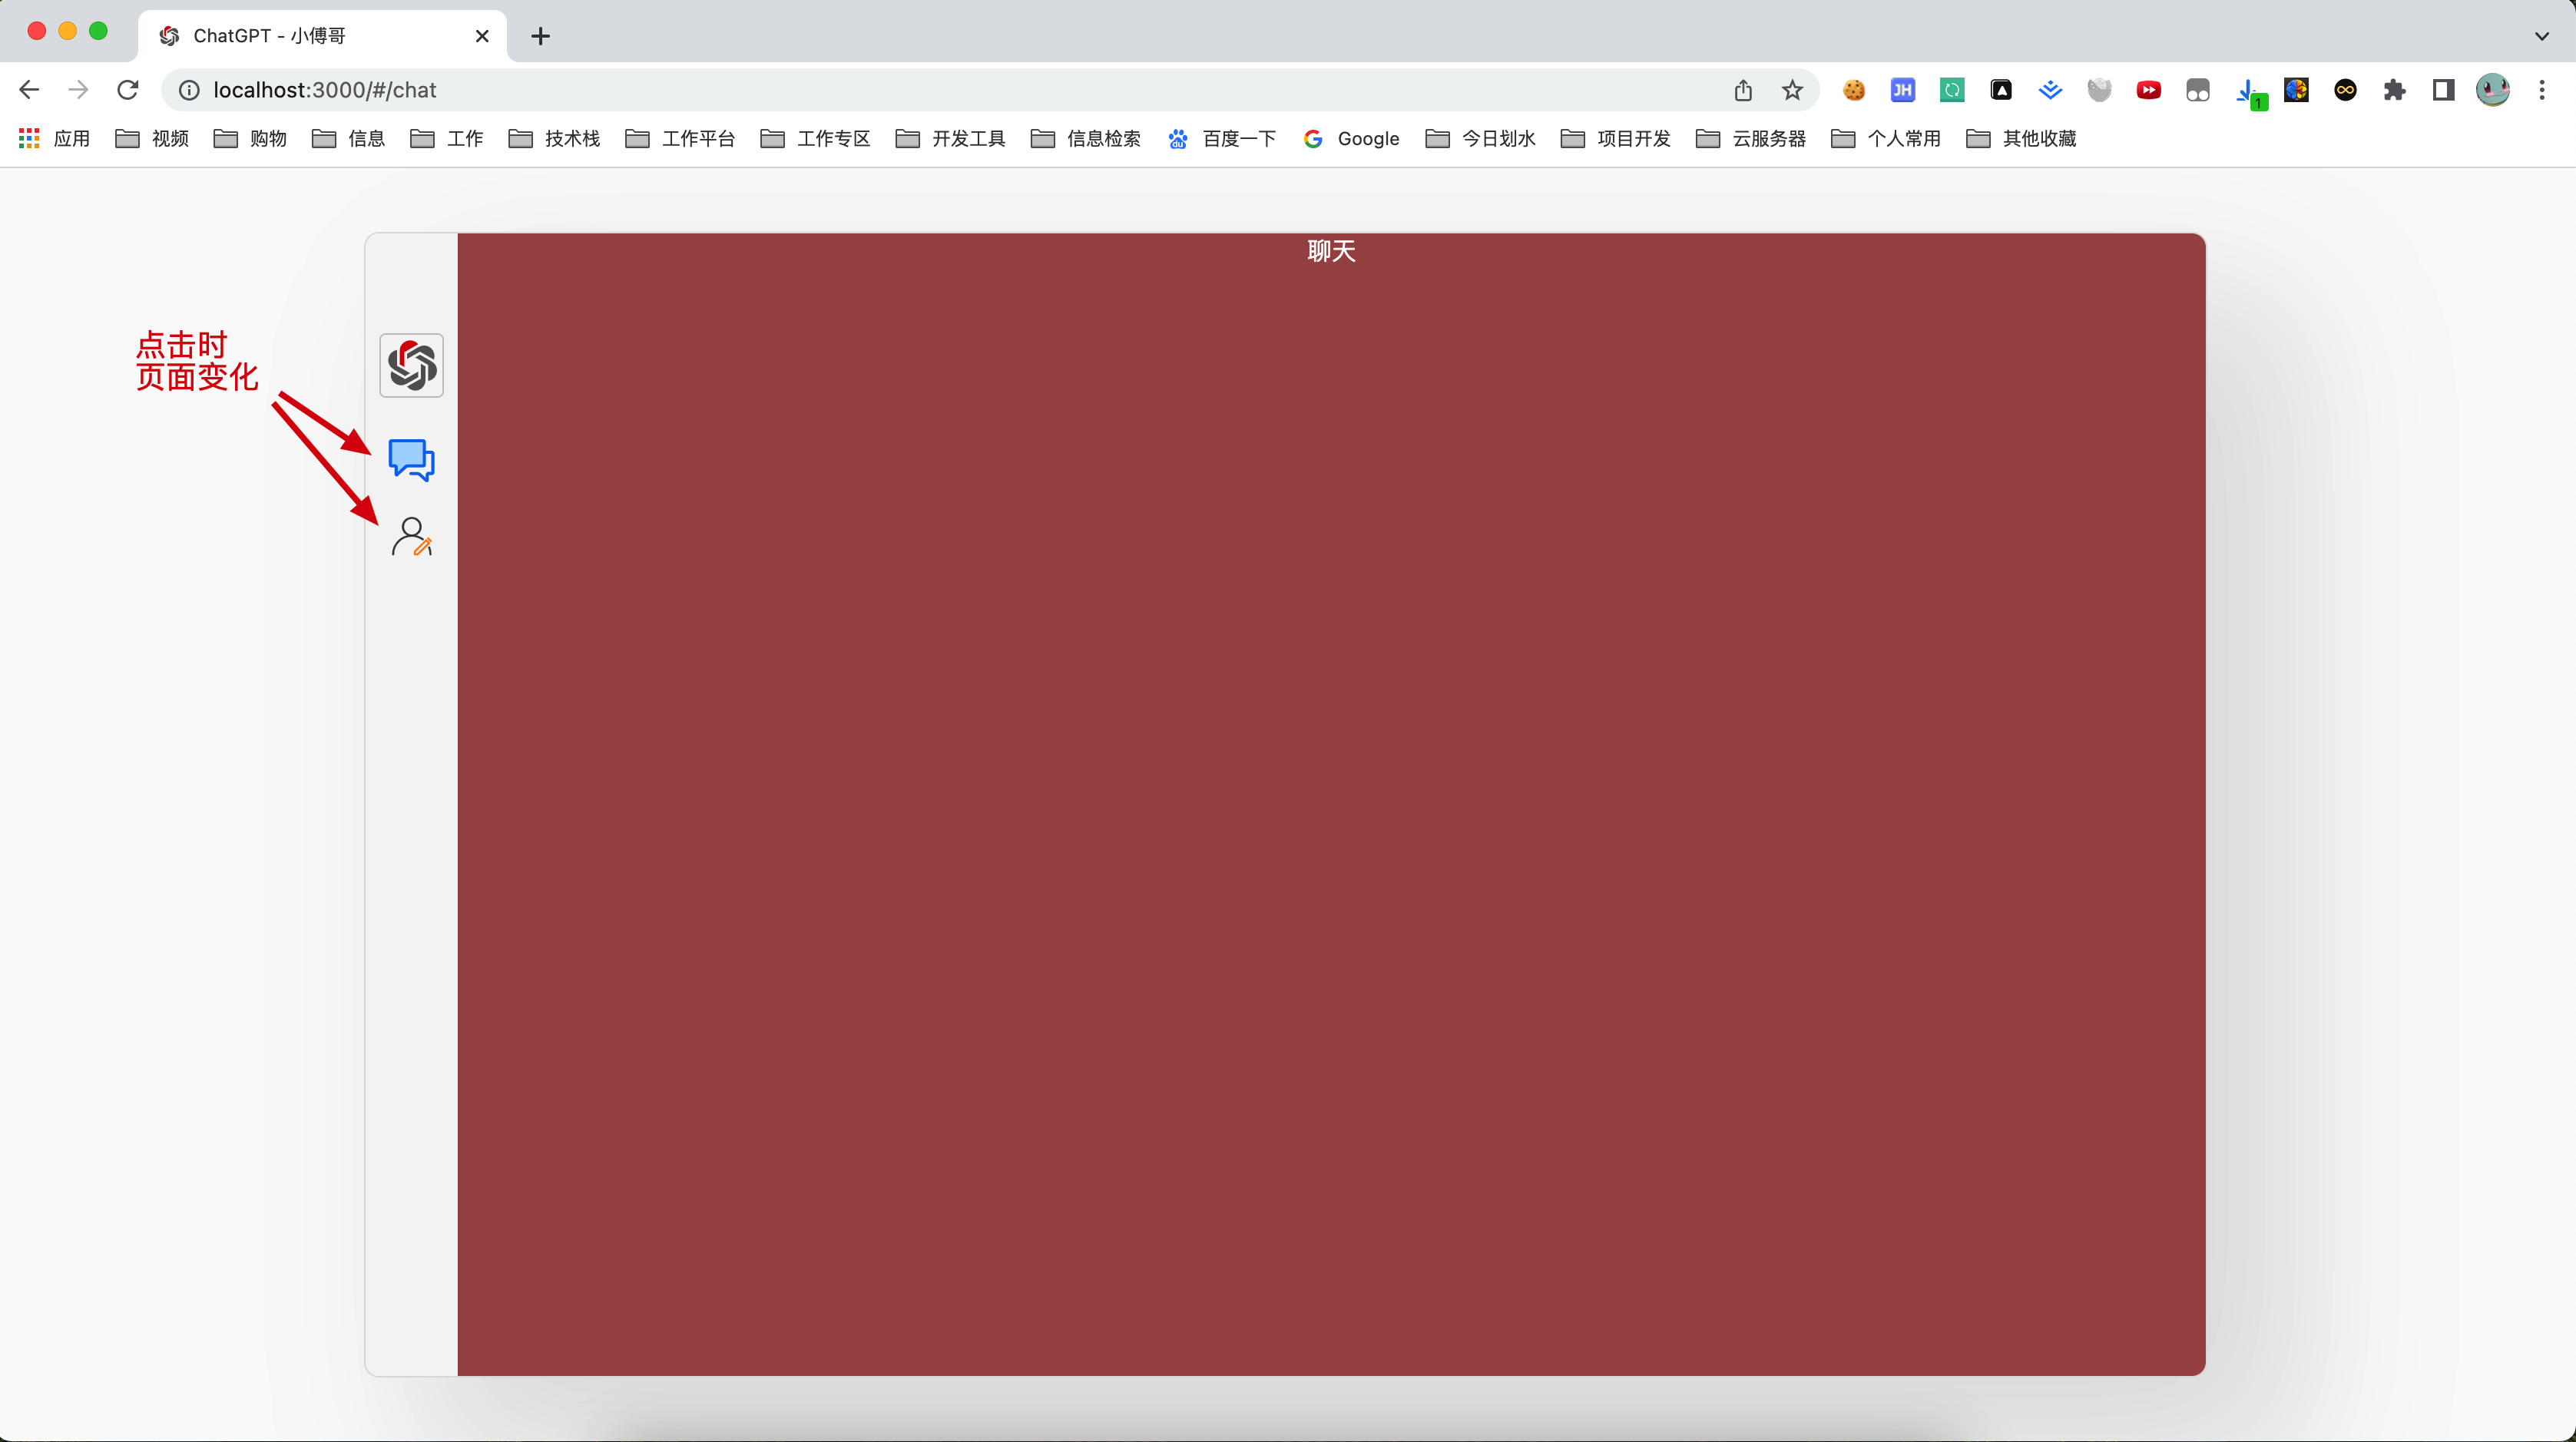 ChatGPT - 小傅哥
localhost:3000/#/chat
JH
1
应用 视频 购物 信息 工作 技术栈 工作平台 工作专区 开发工具 信息检索 du 百度一下 Google 今日划水 项目开发 云服务器 个人常用 其他收藏
聊天
点击时
页面变化